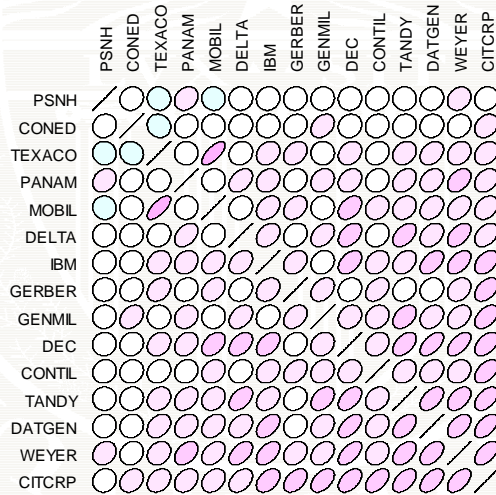 PSNH
CONED
TEXACO
PANAM
MOBIL
DELTA
IBM
GERBER
GENMIL
DEC
CONTIL
TANDY
DATGEN
WEYER
CITCRP
PSNH
CONED
TEXACO
PANAM
MOBIL
DELTA
IBM
GERBER
GENMIL
DEC
CONTIL
TANDY
DATGEN
WEYER
CITCRP